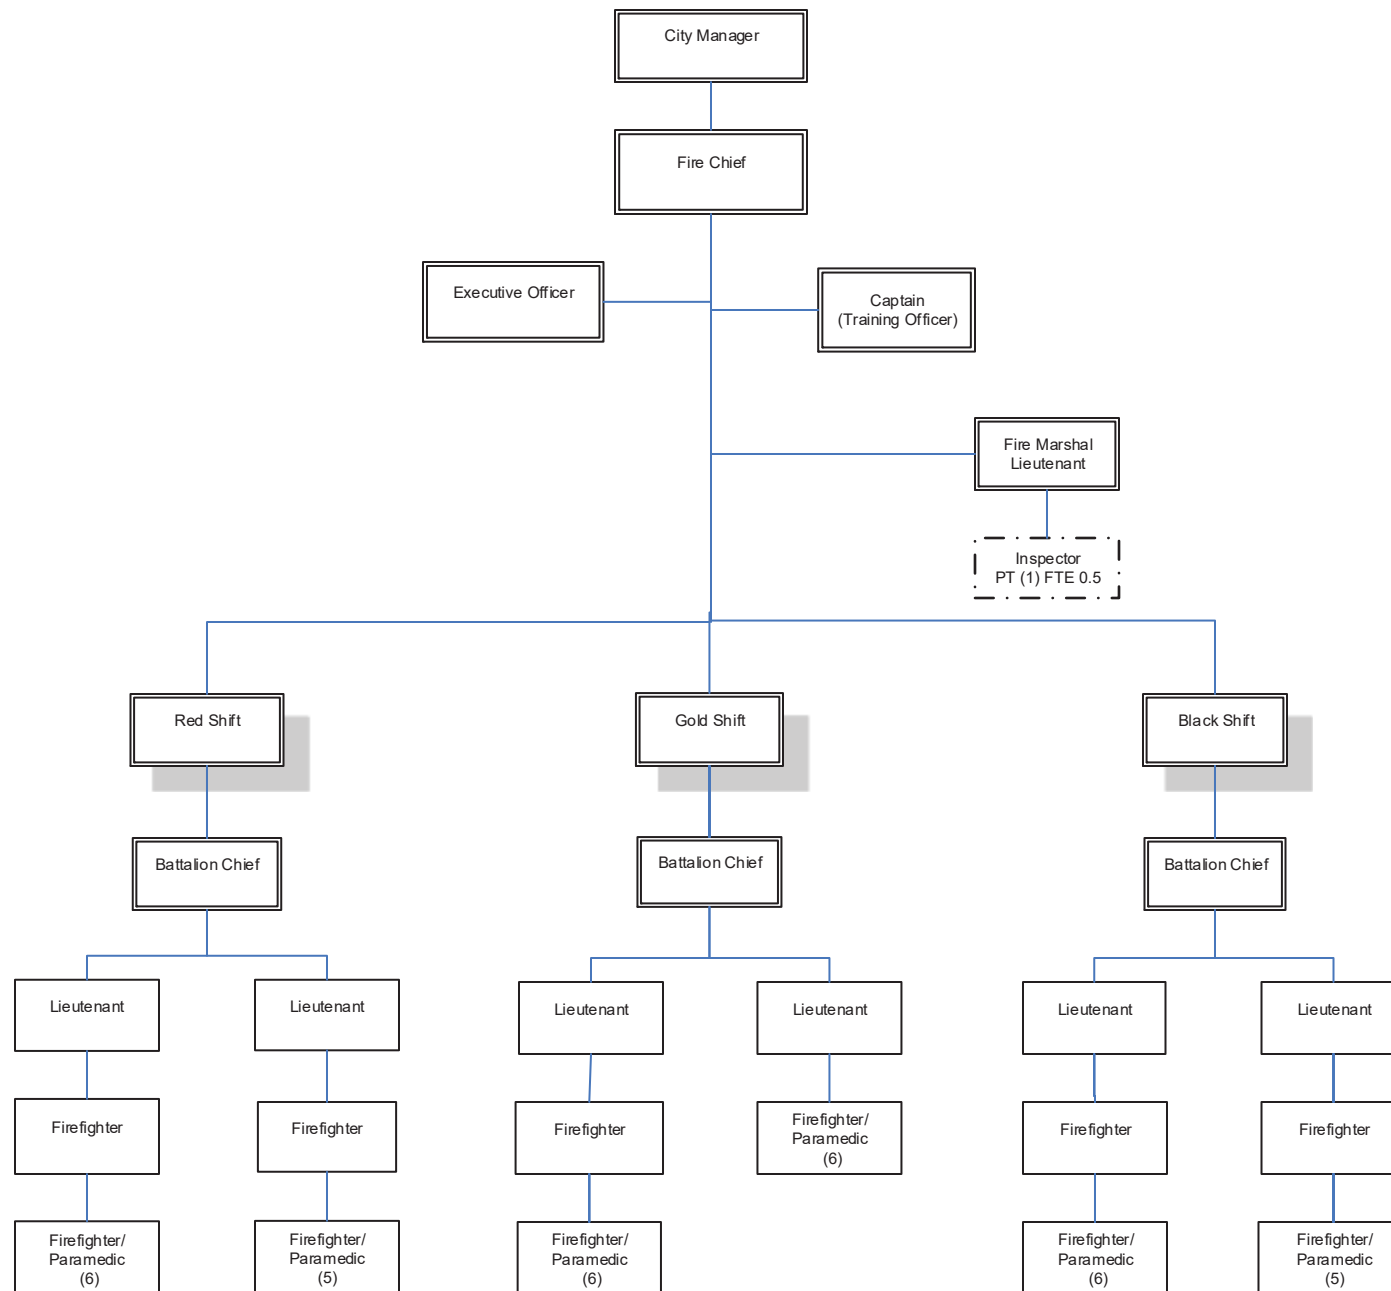 City Manager
Fire Chief
Executive Officer
Captain
(Training Officer)
Fire Marshal
Lieutenant
Inspector
PT (1) FTE 0.5
Red Shift
Gold Shift
Black Shift
Battalion Chief
Battalion Chief
Battalion Chief
Lieutenant
Lieutenant
Lieutenant
Lieutenant
Lieutenant
Lieutenant
Firefighter
Firefighter
Firefighter
Firefighter/
Paramedic
(6)
Firefighter
Firefighter
Firefighter/
Paramedic
(6)
Firefighter/
Paramedic
(5)
Firefighter/
Paramedic
(6)
Firefighter/
Paramedic
(6)
Firefighter/
Paramedic
(5)